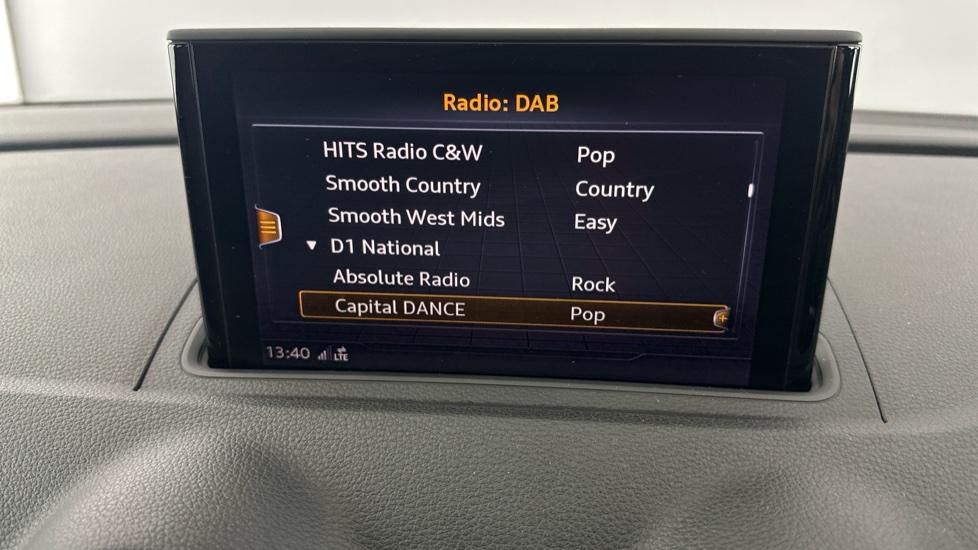 Radio: DAB
HITS Radio C&W Pop
Smooth Country Country
Smooth West Mids Easy
▼ D1 National
Absolute Radio Rock
Capital DANCE Pop
13:40 LTE